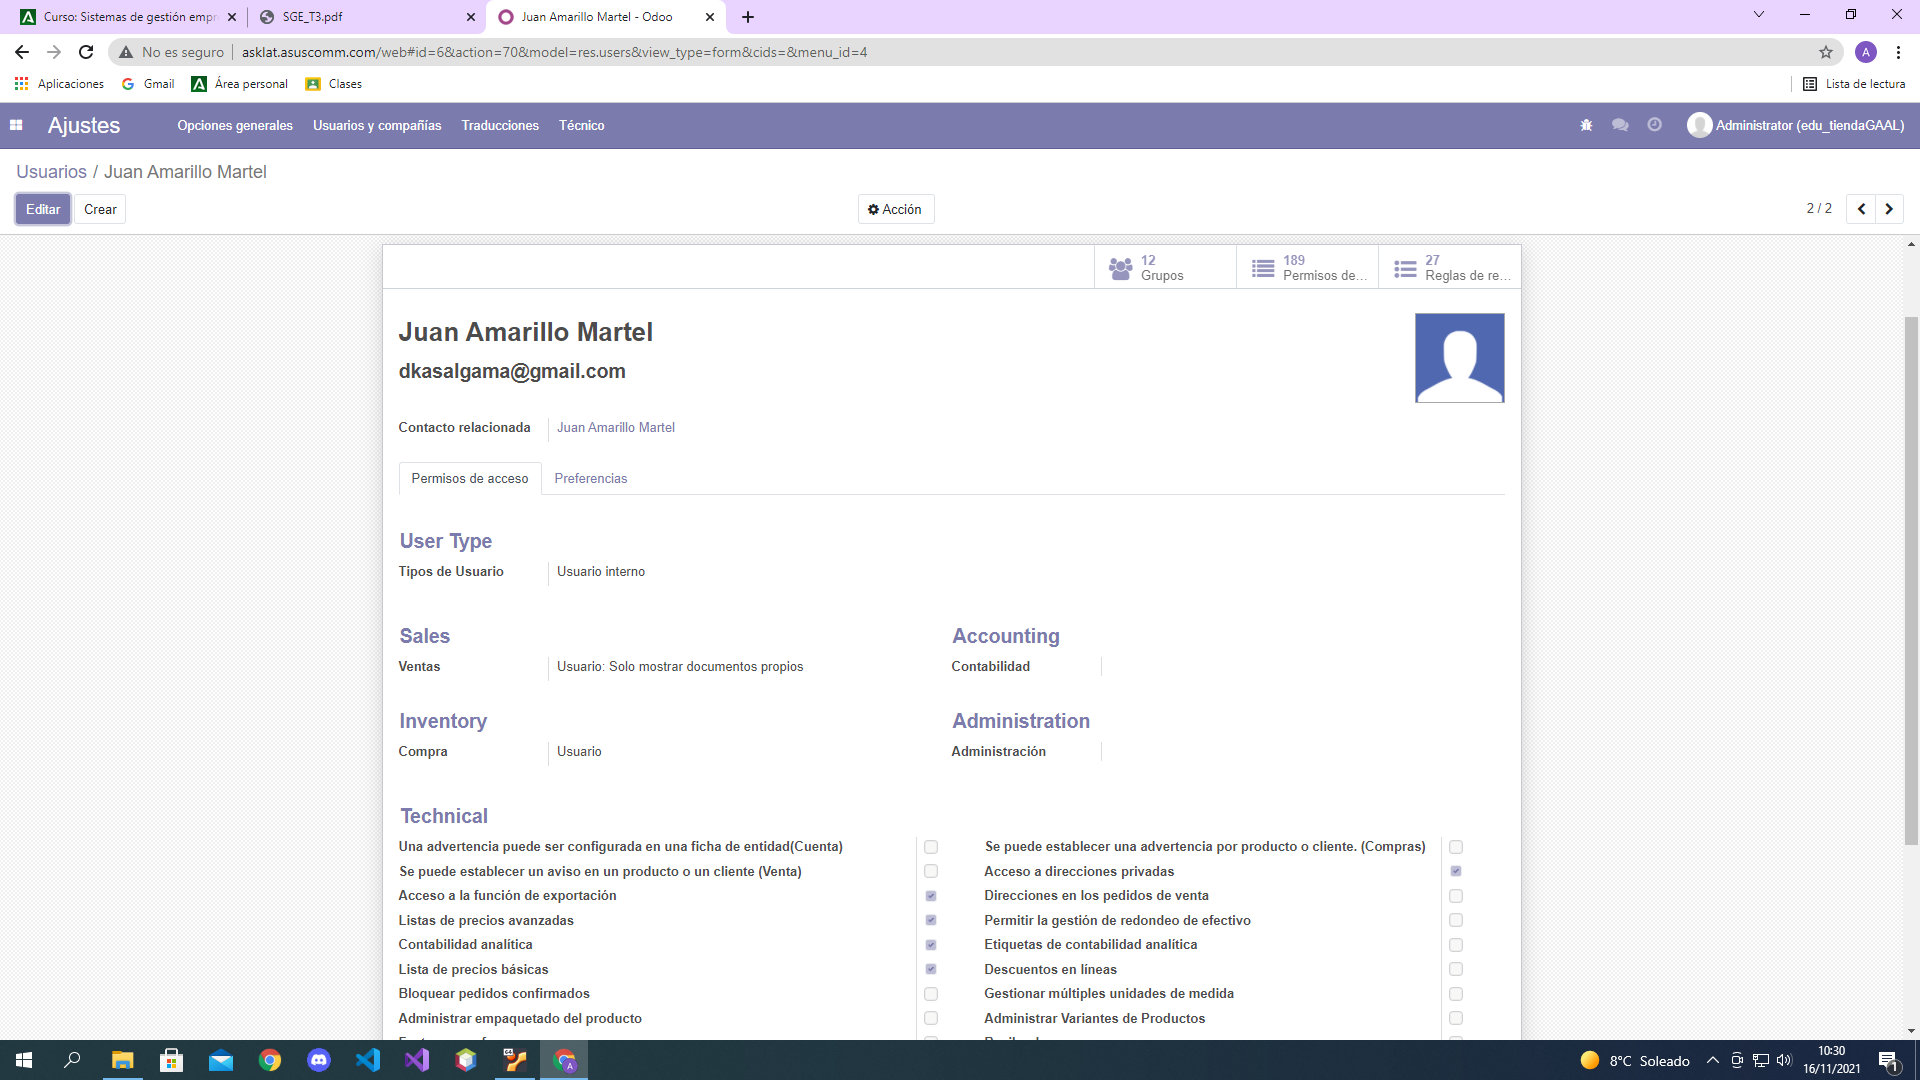 Curso: Sistemas de gestión empr
SGE_T3.pdf
Juan Amarillo Martel - Odoo
No es seguro
asklat.asuscomm.com/web#id=6&action=70&model=res.users&view_type=form&cids=&menu_id=4
A
Aplicaciones
Gmail
Área personal
Clases
Lista de lectura
Ajustes
Opciones generales
Usuarios y compañías
Traducciones
Técnico
Administrator (edu_tiendaGAAL)
Usuarios / Juan Amarillo Martel
Editar
Crear
Acción
2 / 2
12
Grupos
189
Permisos de...
27
Reglas de re...
Juan Amarillo Martel
dkasalgama@gmail.com
Contacto relacionada
Juan Amarillo Martel
Permisos de acceso
Preferencias
User Type
Tipos de Usuario
Usuario interno
Sales
Accounting
Ventas
Usuario: Solo mostrar documentos propios
Contabilidad
Inventory
Administration
Compra
Usuario
Administración
Technical
Una advertencia puede ser configurada en una ficha de entidad(Cuenta)
Se puede establecer una advertencia por producto o cliente. (Compras)
Se puede establecer un aviso en un producto o un cliente (Venta)
Acceso a direcciones privadas
Acceso a la función de exportación
Direcciones en los pedidos de venta
Listas de precios avanzadas
Permitir la gestión de redondeo de efectivo
Contabilidad analítica
Etiquetas de contabilidad analítica
Lista de precios básicas
Descuentos en líneas
Bloquear pedidos confirmados
Gestionar múltiples unidades de medida
Administrar empaquetado del producto
Administrar Variantes de Productos
8°C Soleado
10:30
16/11/2021
1